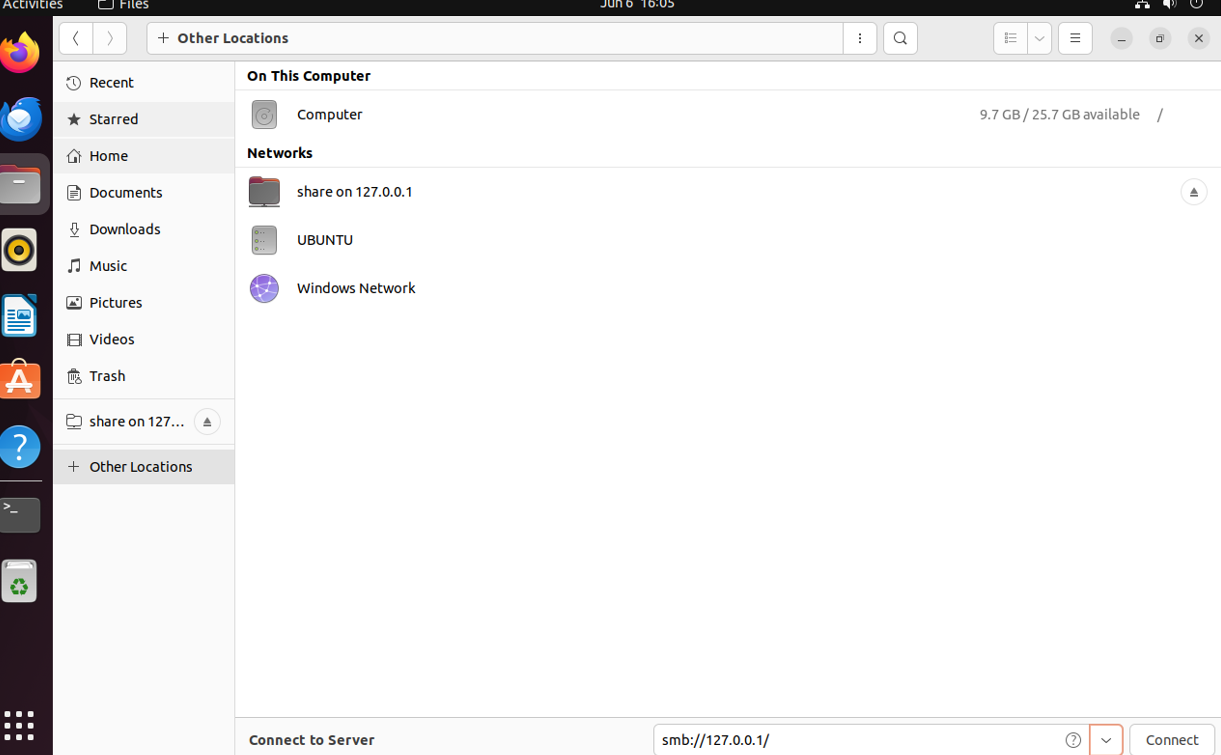 Activities Files Jun 6 16:05
Other Locations
Recent
Starred
Home
Documents
Downloads
Music
Pictures
Videos
Trash
share on 127...
Other Locations
On This Computer
Computer 9.7 GB / 25.7 GB available /
Networks
share on 127.0.0.1
UBUNTU
Windows Network
Connect to Server smb://127.0.0.1/ ? Connect